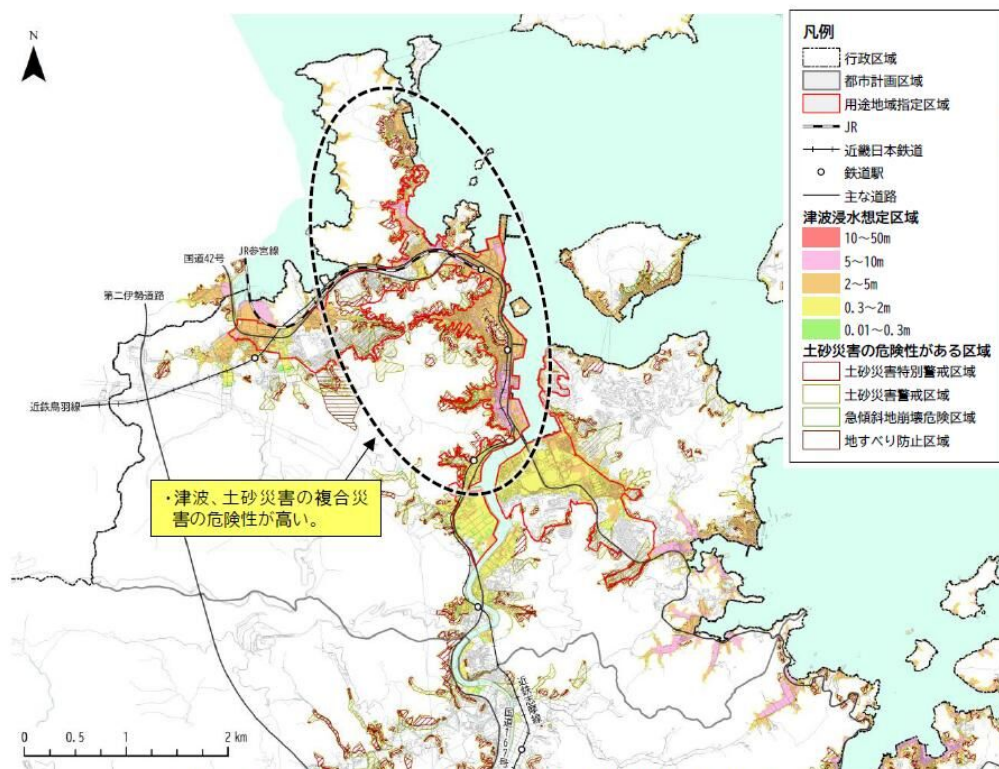 N
凡例
行政区域
都市計画区域
用途地域指定区域
JR
近畿日本鉄道
鉄道駅
主な道路
津波浸水想定区域
10～50m
5～10m
2～5m
0.3～2m
0.01～0.3m
土砂災害の危険性がある区域
土砂災害特別警戒区域
土砂災害警戒区域
急傾斜地崩壊危険区域
地すべり防止区域
JR参宮線
国道42号
第二伊勢道路
近鉄鳥羽線
・津波、土砂災害の複合災
害の危険性が高い。
近鉄志摩線
国道167号
0 0.5 1 2 km